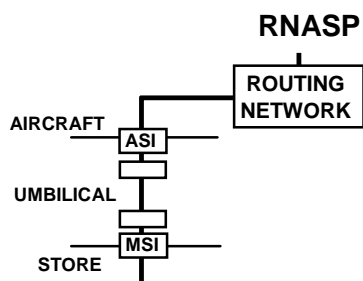 RNASP
ROUTING
NETWORK
AIRCRAFT
ASI
UMBILICAL
MSI
STORE